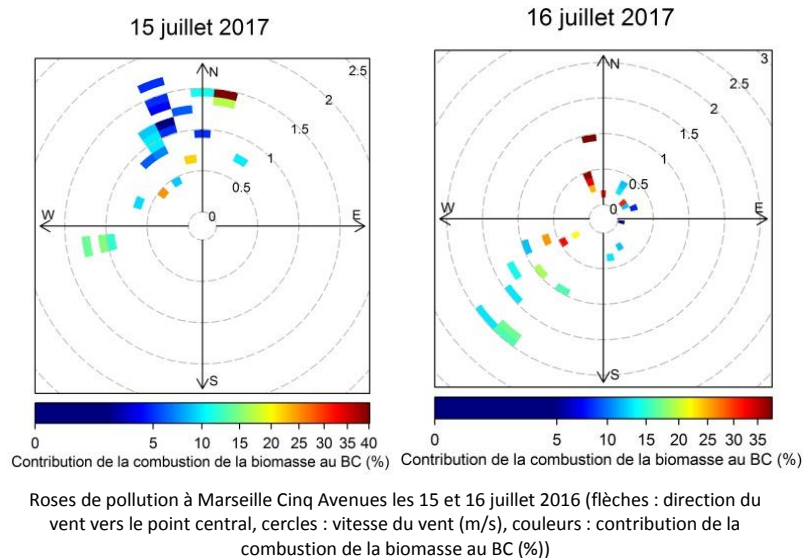 15 juillet 2017
2.5
N
2
1.5
1
0.5
W
E
0
S
0
5
10
15
20
25
30
35
40
Contribution de la combustion de la biomasse au BC (%)
16 juillet 2017
3
N
2.5
2
1.5
1
0.5
W
0
E
S
0
5
10
15
20
25
30
35
Contribution de la combustion de la biomasse au BC (%)
Roses de pollution à Marseille Cinq Avenues les 15 et 16 juillet 2016 (flèches : direction du
vent vers le point central, cercles : vitesse du vent (m/s), couleurs : contribution de la
combustion de la biomasse au BC (%))